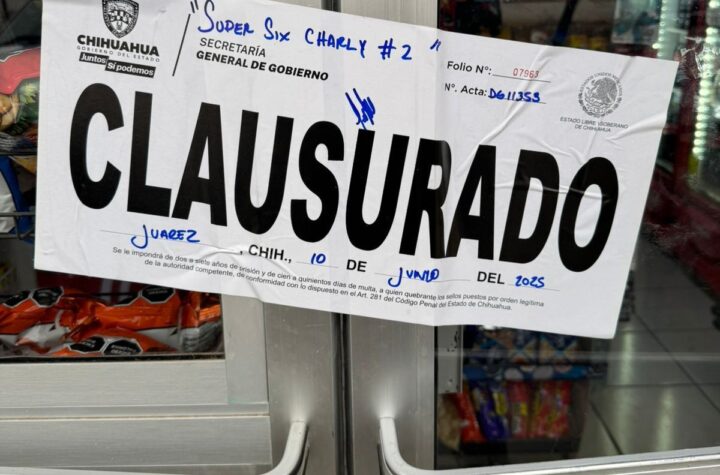 "SUPER SIX CHARLY #2"
CHIHUAHUA
GOBIERNO DEL ESTADO
Juntos Sí podemos
SECRETARÍA
GENERAL DE GOBIERNO
Folio N°: 07963
N°. Acta: DG11353
ESTADO LIBRE Y SOBERANO
DE CHIHUAHUA
CLAUSURADO
JUAREZ, CHIH., 10 DE JUNIO DEL 2025
Se le impondrá de dos a siete años de prisión y de cien a quinientos días de multa, a quien quebrante los sellos puestos por orden legítima
de la autoridad competente, de conformidad con lo dispuesto en el Art. 281 del Código Penal del Estado de Chihuahua.